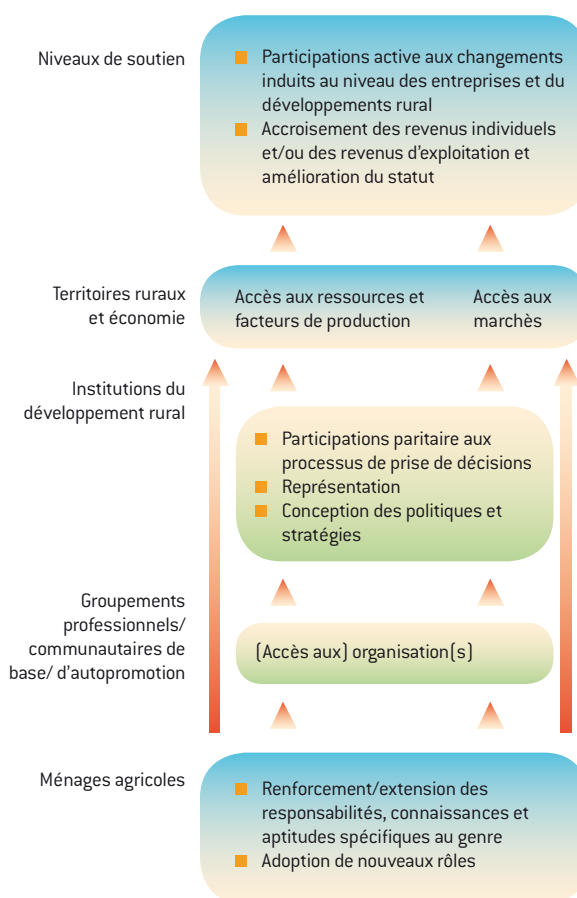 Niveaux de soutien
Participations active aux changements
induits au niveau des entreprises et du
développements rural
Accroisement des revenus individuels
et/ou des revenus d'exploitation et
amélioration du statut
Territoires ruraux
et économie
Accès aux ressources et
facteurs de production
Accès aux
marchès
Institutions du
développement rural
Participations paritaire aux
processus de prise de décisions
Représentation
Conception des politiques et
stratégies
Groupements
professionnels/
communautaires de
base/ d'autopromotion
(Accès aux) organisation(s)
Ménages agricoles
Renforcement/extension des
responsabilités, connaissances et
aptitudes spécifiques au genre
Adoption de nouveaux rôles